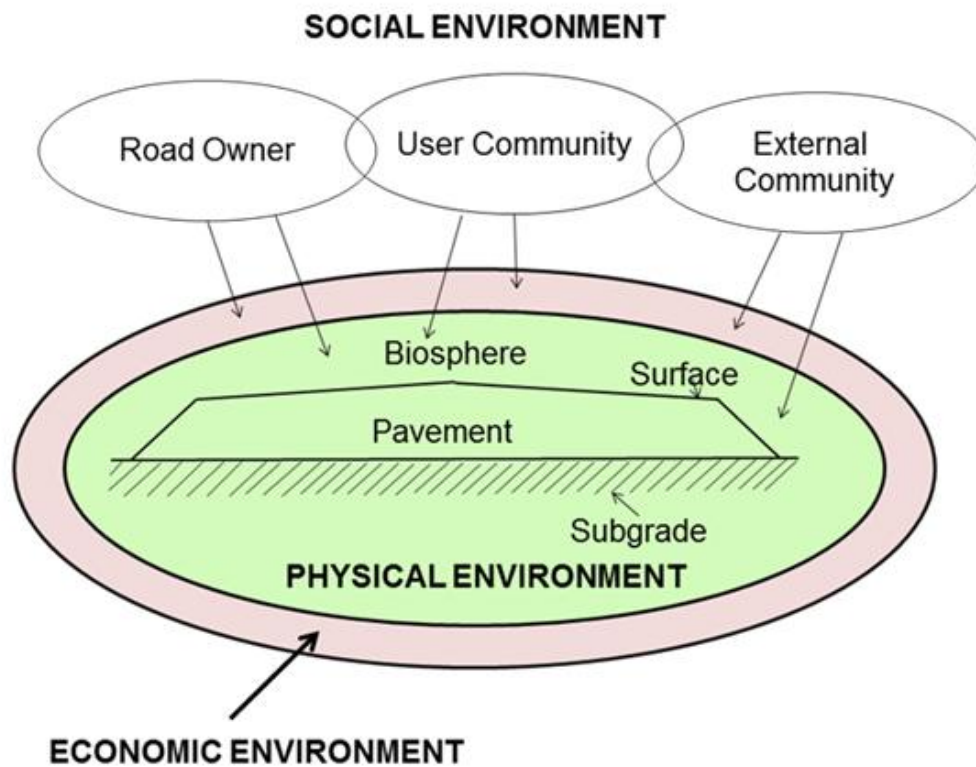 SOCIAL ENVIRONMENT
Road Owner
User Community
External
Community
Biosphere
Surface
Pavement
Subgrade
PHYSICAL ENVIRONMENT
ECONOMIC ENVIRONMENT